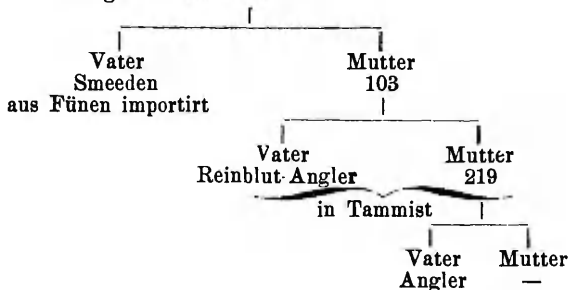 Vater Mutter
Smeeden 103
aus Fünen importirt
Vater Mutter
Reinblut-Angler 219
in Tammist
Vater Mutter
Angler —